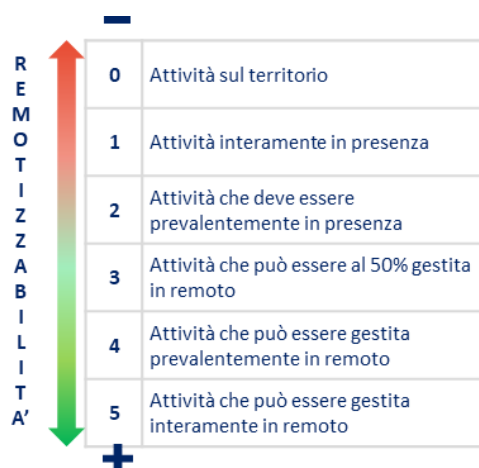 −
REMOTIZZABILITA'
0 Attività sul territorio
1 Attività interamente in presenza
2 Attività che deve essere
prevalentemente in presenza
3 Attività che può essere al 50% gestita
in remoto
4 Attività che può essere gestita
prevalentemente in remoto
5 Attività che può essere gestita
interamente in remoto
+